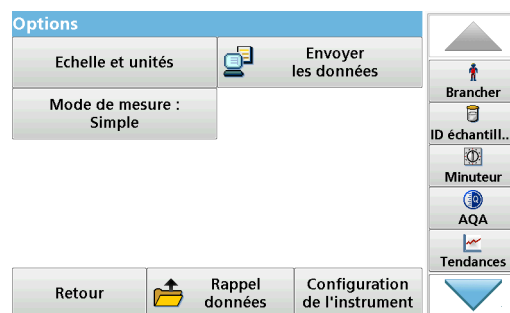 Options
Echelle et unités
Envoyer
les données
Mode de mesure :
Simple
Retour
Rappel
données
Configuration
de l'instrument
Brancher
ID échantill..
Minuteur
AQA
Tendances